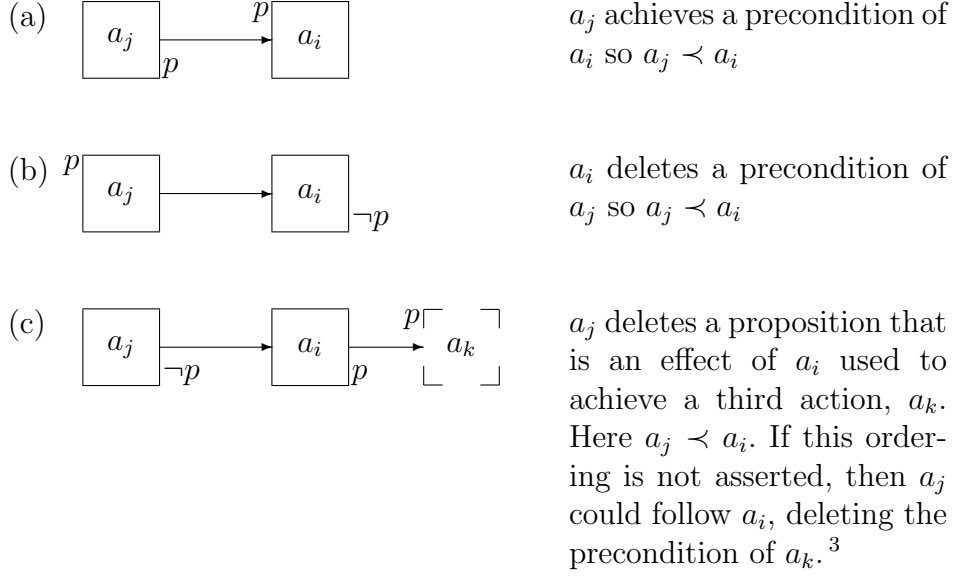 (a) p a_j p a_i a_j achieves a precondition of
a_i so a_j ≺ a_i
(b) p a_j a_i ¬p a_i deletes a precondition of
a_j so a_j ≺ a_i
(c) a_j ¬p a_i p p a_k a_j deletes a proposition that
is an effect of a_i used to
achieve a third action, a_k.
Here a_j ≺ a_i. If this order-
ing is not asserted, then a_j
could follow a_i, deleting the
precondition of a_k. 3